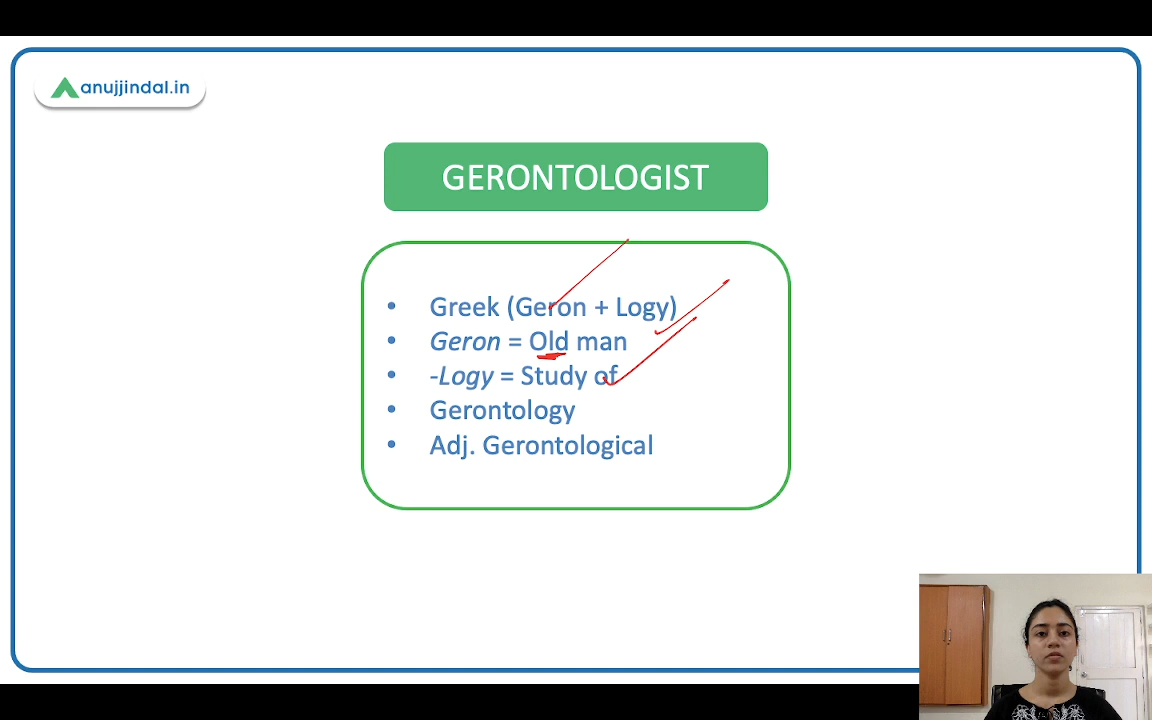 anujjindal.in
GERONTOLOGIST
• Greek (Geron + Logy)
• Geron = Old man
• -Logy = Study of
• Gerontology
• Adj. Gerontological